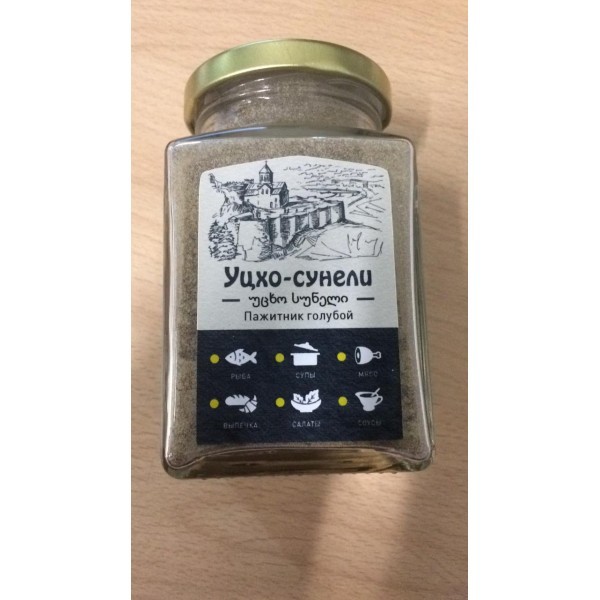 Уцхо-сунели
უცხო სუნელი
Пажитник голубой
РЫБА СУПЫ МЯСО
ВЫПЕЧКА САЛАТЫ СОУСЫ